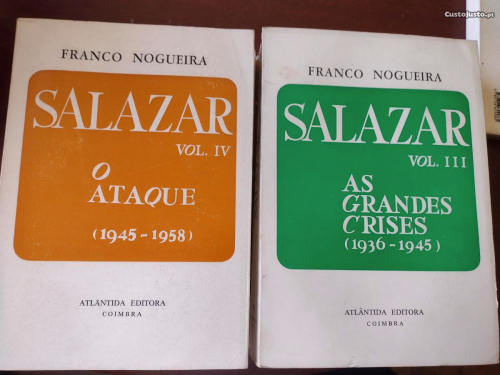 CustoJusto.pt
FRANCO NOGUEIRA
SALAZAR
VOL. IV
O
ATAQUE
(1945-1958)
ATLÂNTIDA EDITORA
COIMBRA
FRANCO NOGUEIRA
SALAZAR
VOL. III
AS
GRANDES
CRISES
(1936-1945)
ATLÂNTIDA EDITORA
COIMBRA